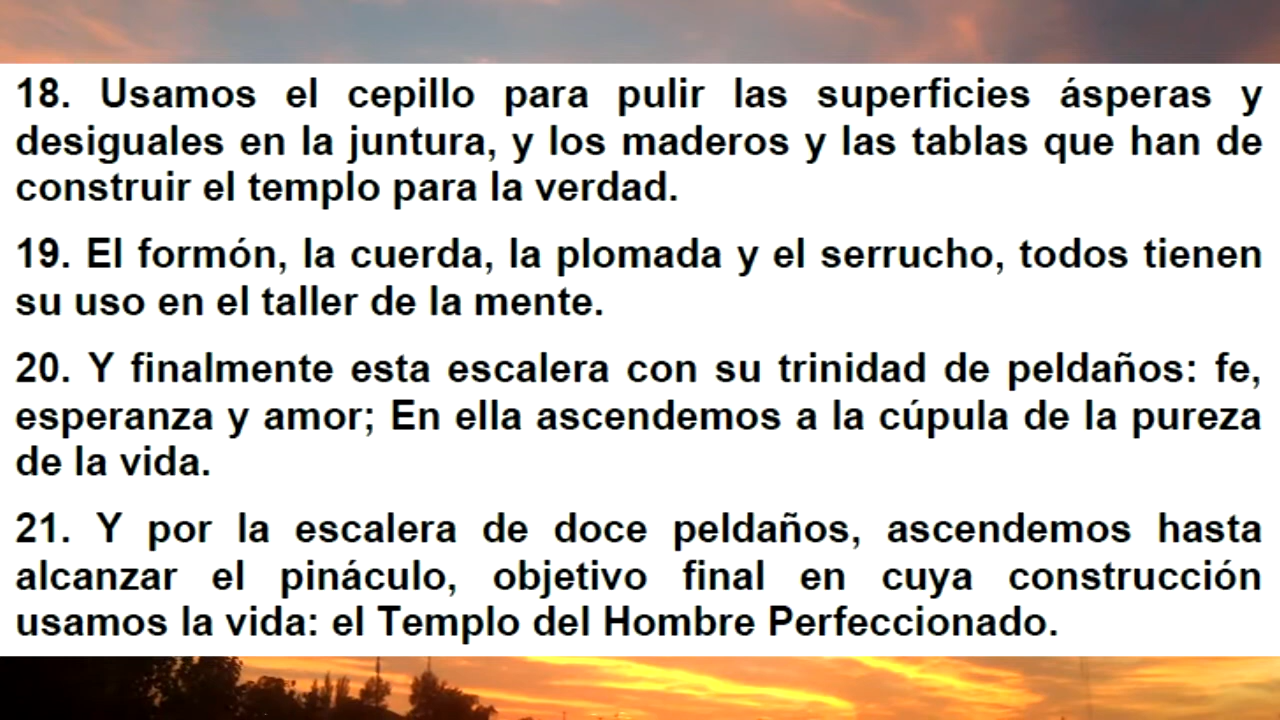 18. Usamos el cepillo para pulir las superficies ásperas y
desiguales en la juntura, y los maderos y las tablas que han de
construir el templo para la verdad.
19. El formón, la cuerda, la plomada y el serrucho, todos tienen
su uso en el taller de la mente.
20. Y finalmente esta escalera con su trinidad de peldaños: fe,
esperanza y amor; En ella ascendemos a la cúpula de la pureza
de la vida.
21. Y por la escalera de doce peldaños, ascendemos hasta
alcanzar el pináculo, objetivo final en cuya construcción
usamos la vida: el Templo del Hombre Perfeccionado.